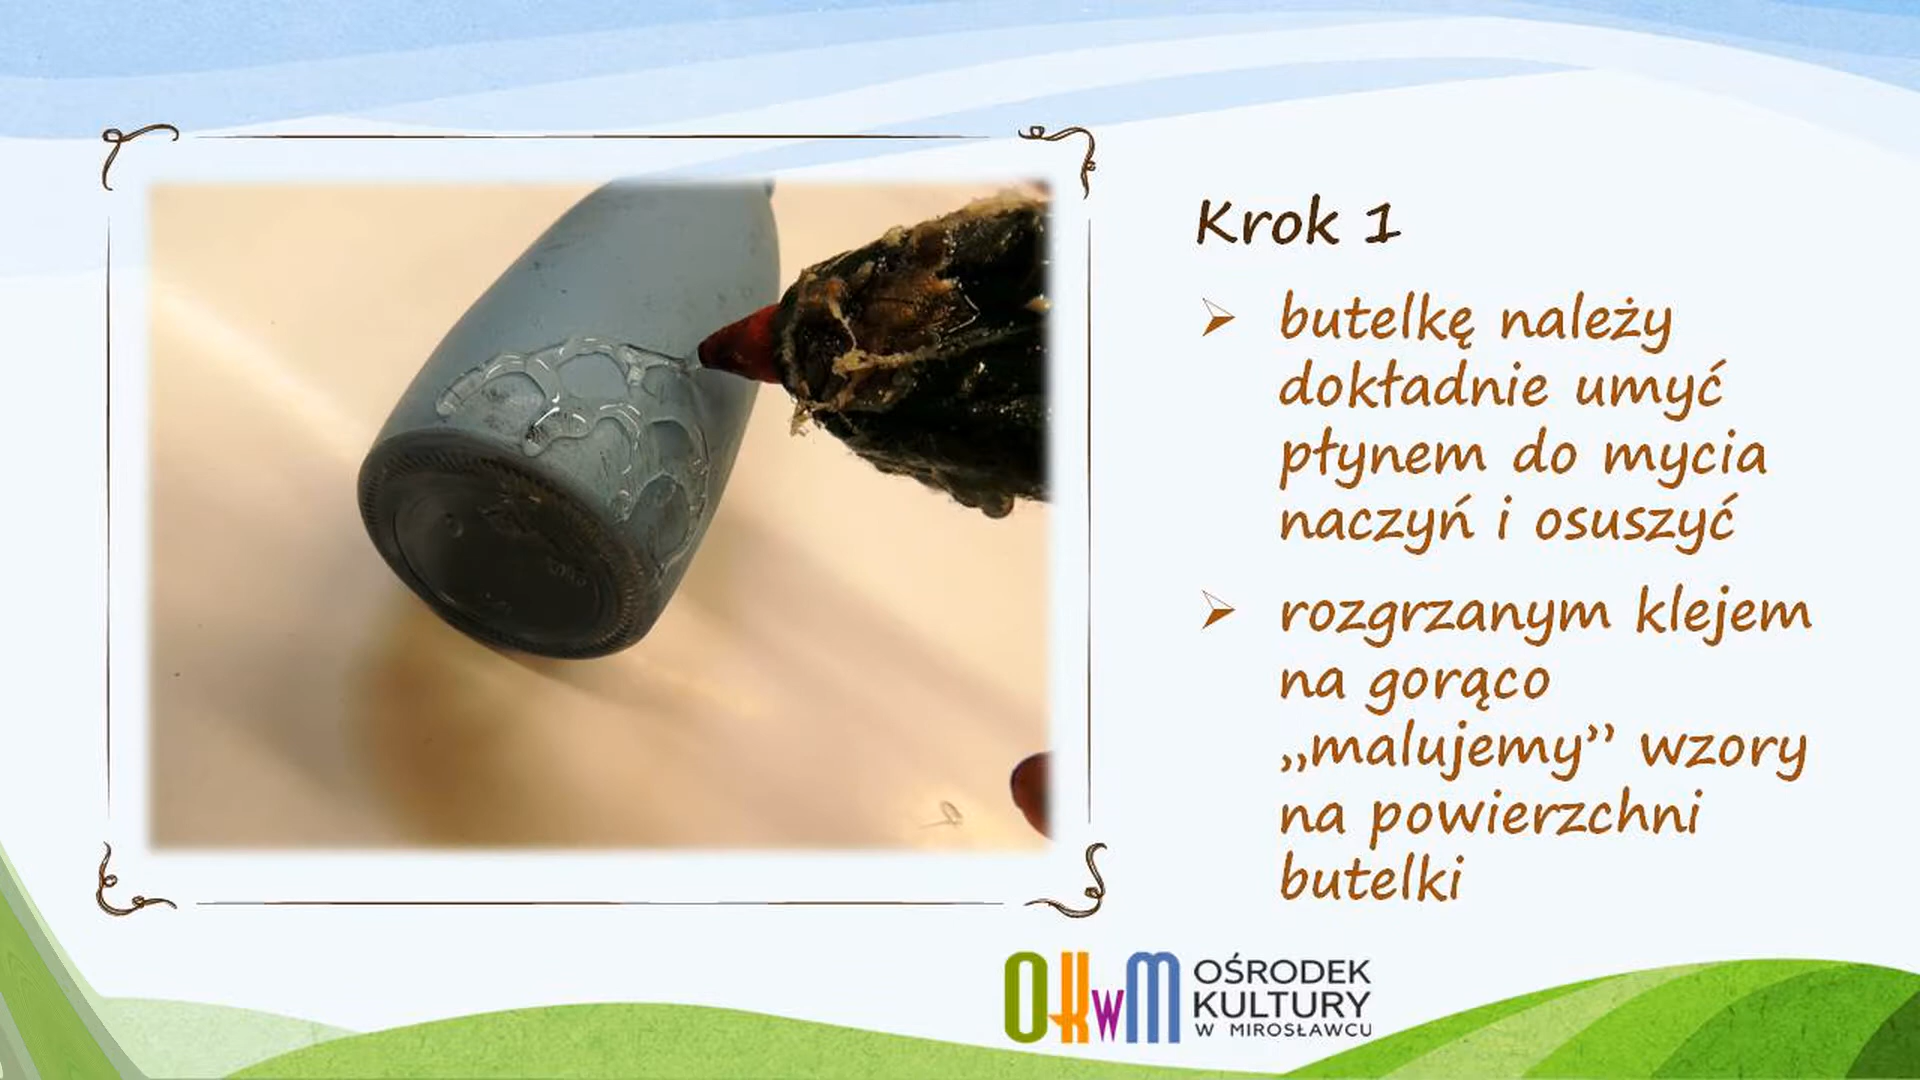 Krok 1
butelkę należy
dokładnie umyć
płynem do mycia
naczyń i osuszyć
rozgrzanym klejem
na gorąco
„malujemy” wzory
na powierzchni
butelki
OKwM
OŚRODEK
KULTURY
W MIROSŁAWCU